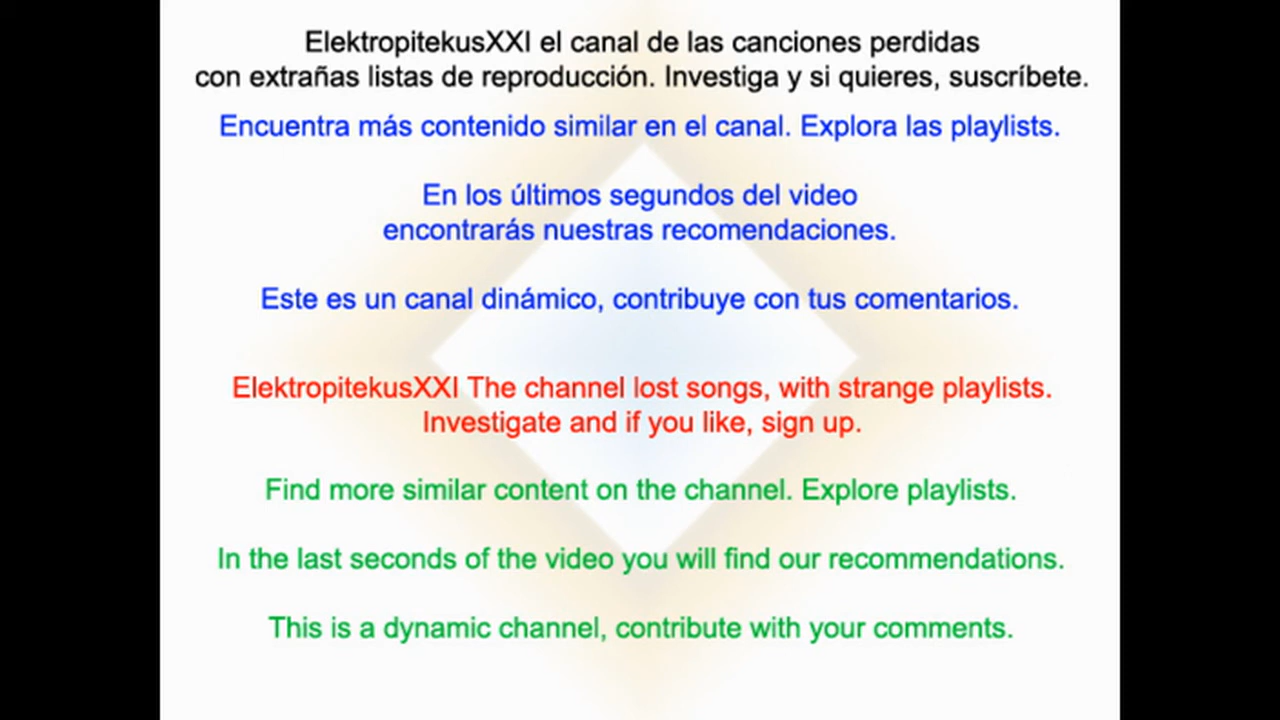 ElektropitekusXXI el canal de las canciones perdidas
con extrañas listas de reproducción. Investiga y si quieres, suscríbete.
Encuentra más contenido similar en el canal. Explora las playlists.
En los últimos segundos del video
encontrarás nuestras recomendaciones.
Este es un canal dinámico, contribuye con tus comentarios.
ElektropitekusXXI The channel lost songs, with strange playlists.
Investigate and if you like, sign up.
Find more similar content on the channel. Explore playlists.
In the last seconds of the video you will find our recommendations.
This is a dynamic channel, contribute with your comments.